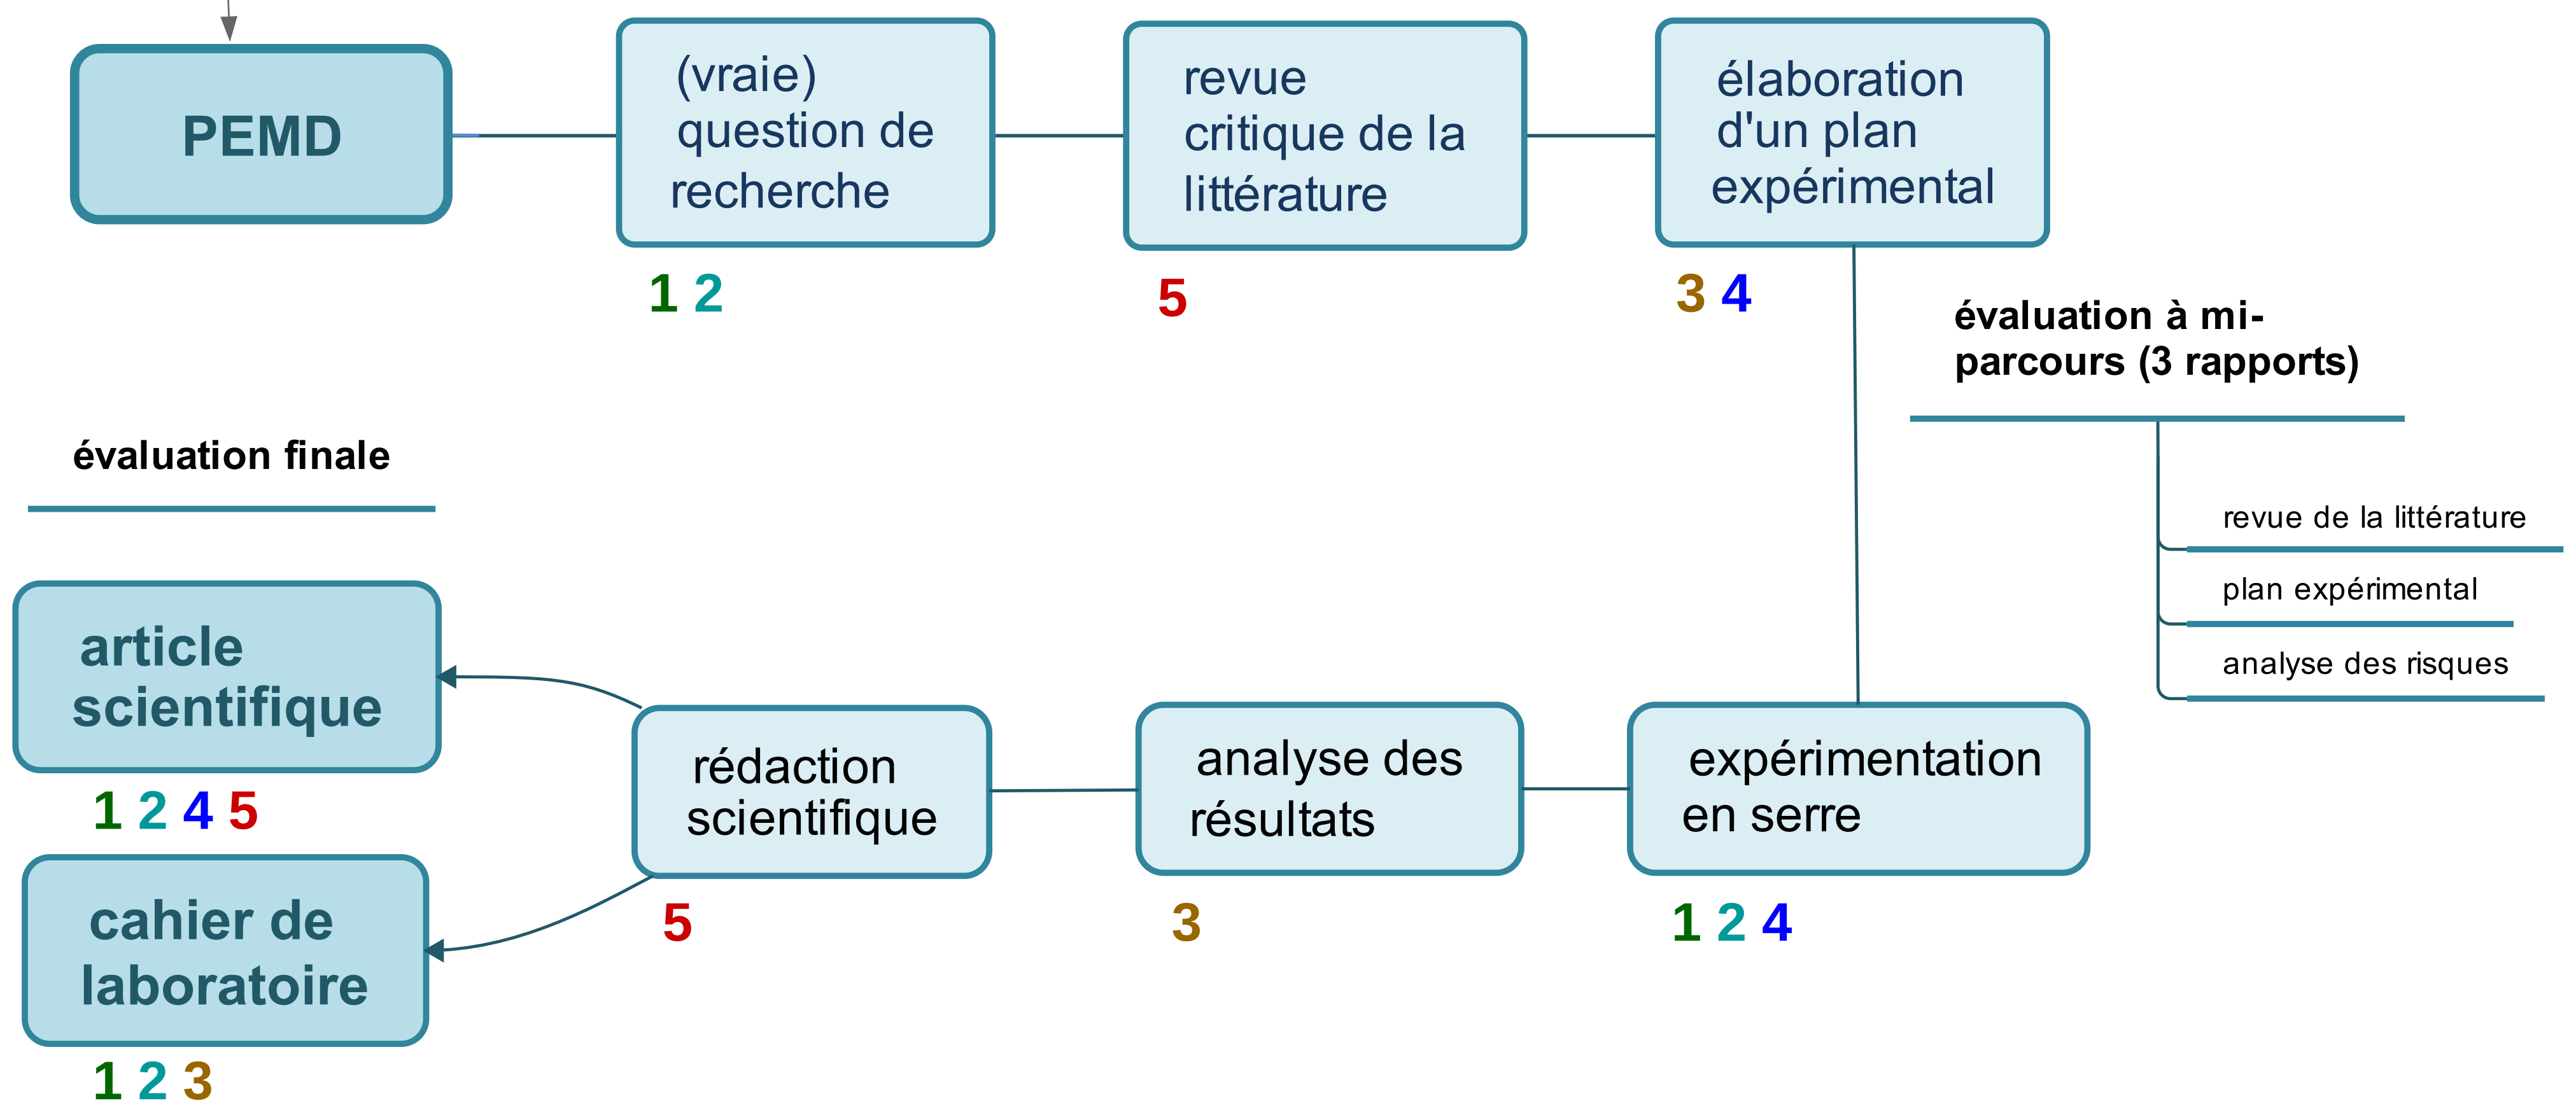 PEMD
(vraie)
question de
recherche
1 2
revue
critique de la
littérature
5
élaboration
d'un plan
expérimental
3 4
évaluation à mi-
parcours (3 rapports)
revue de la littérature
plan expérimental
analyse des risques
expérimentation
en serre
1 2 4
analyse des
résultats
3
rédaction
scientifique
5
évaluation finale
article
scientifique
1 2 4 5
cahier de
laboratoire
1 2 3